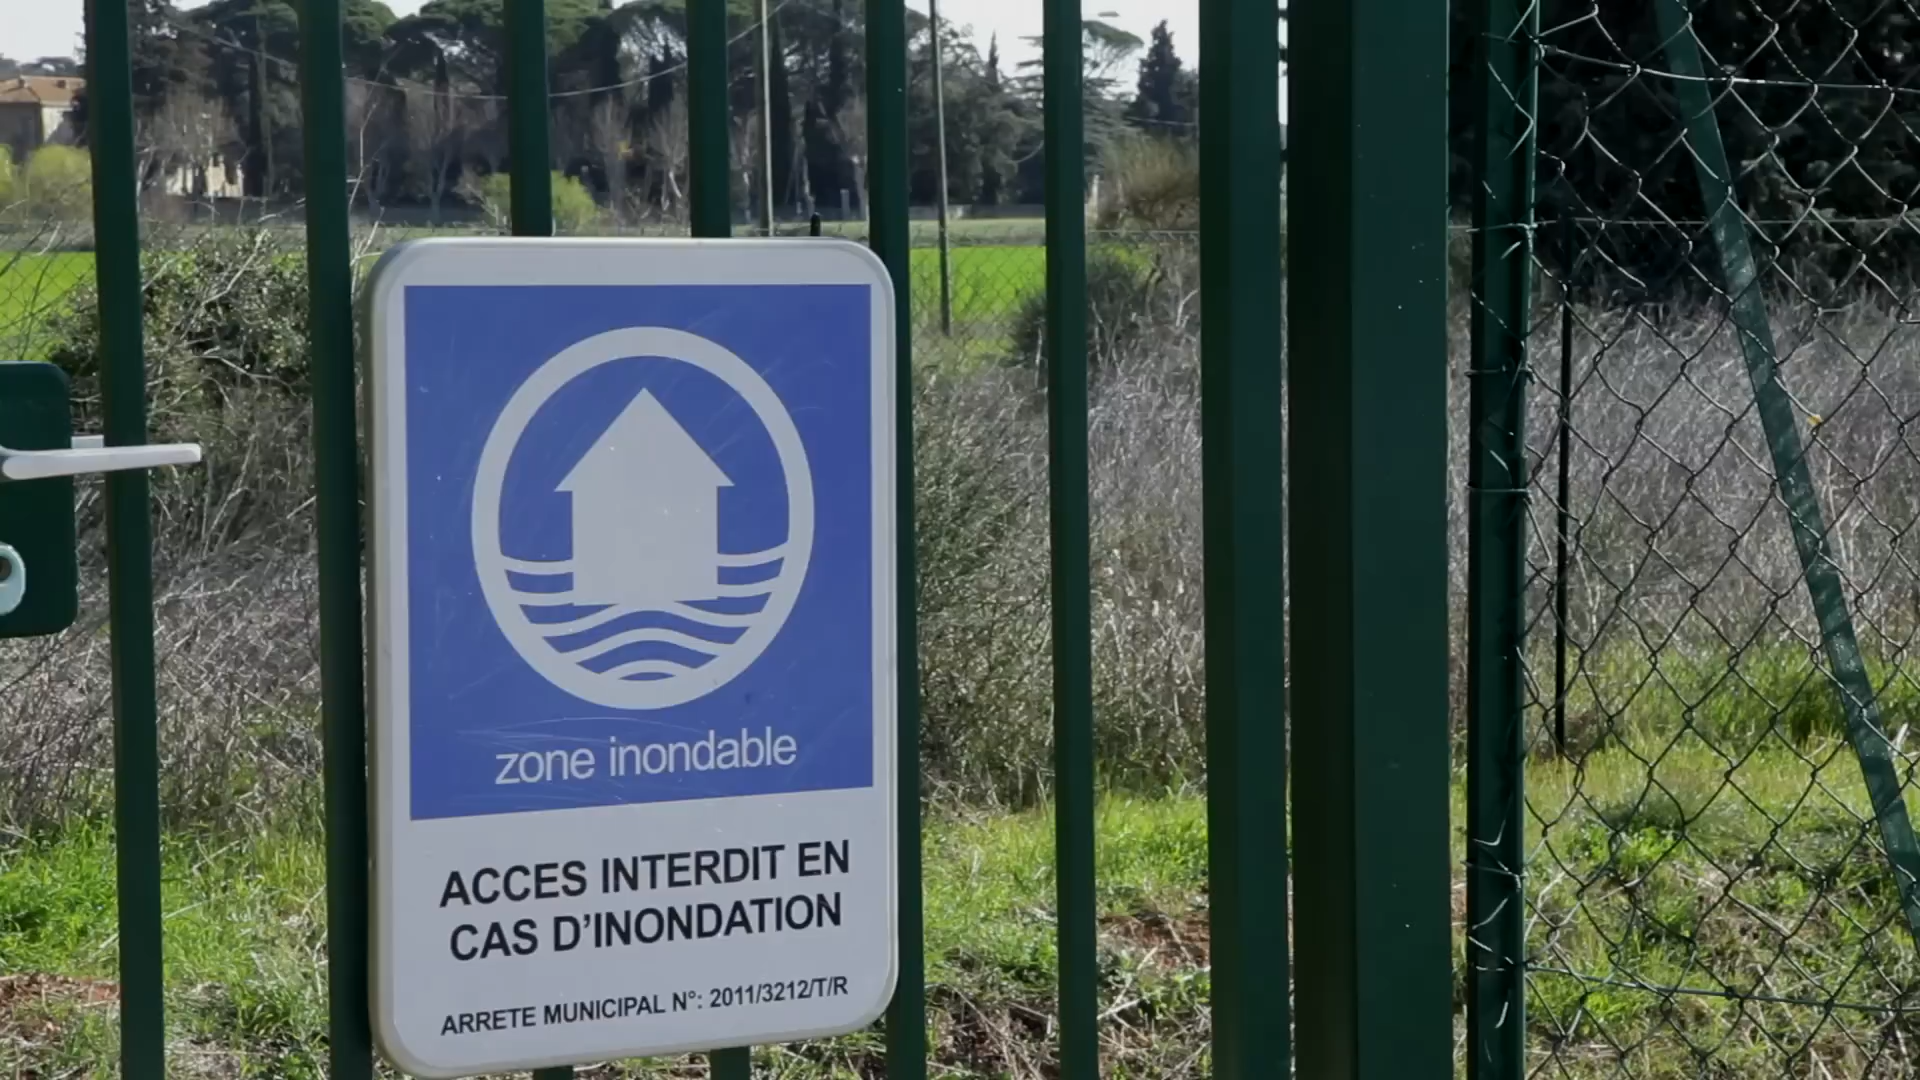 zone inondable
ACCES INTERDIT EN
CAS D'INONDATION
ARRETE MUNICIPAL N°: 2011/3212/T/R